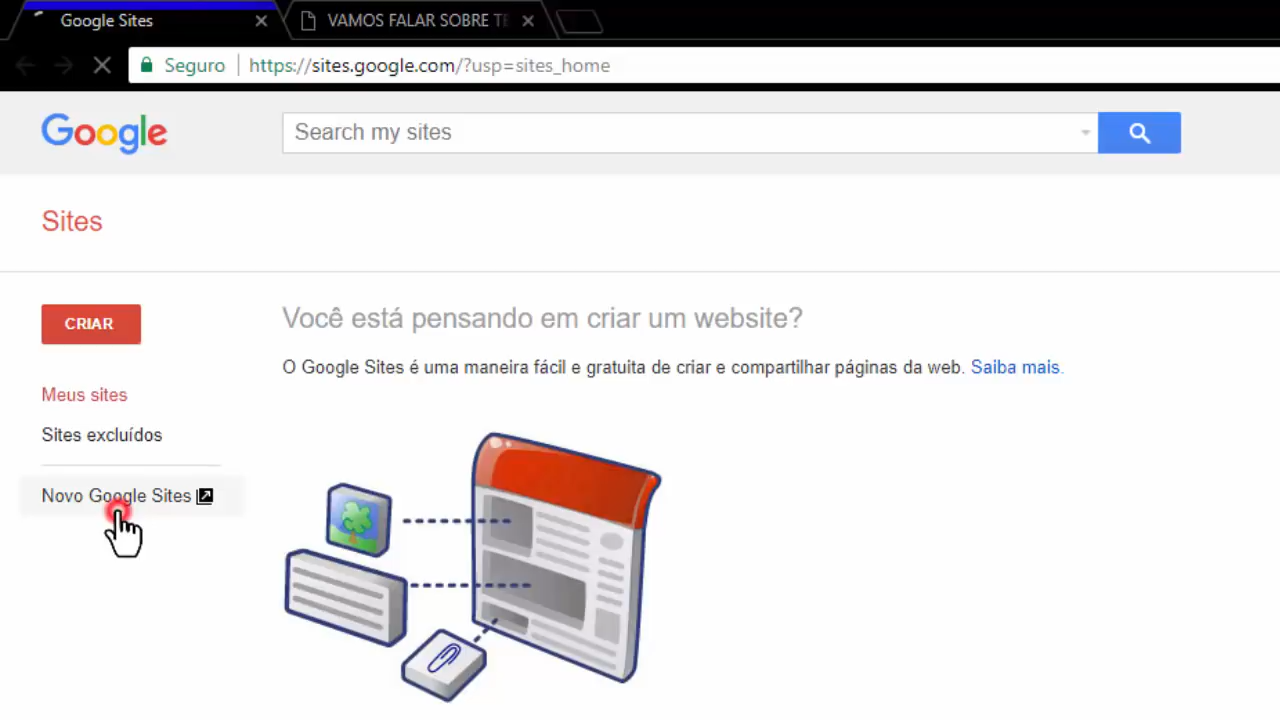 Google Sites
VAMOS FALAR SOBRE
Seguro
https://sites.google.com/?usp=sites_home
Google
Search my sites
Sites
CRIAR
Você está pensando em criar um website?
O Google Sites é uma maneira fácil e gratuita de criar e compartilhar páginas da web. Saiba mais.
Meus sites
Sites excluídos
Novo Google Sites